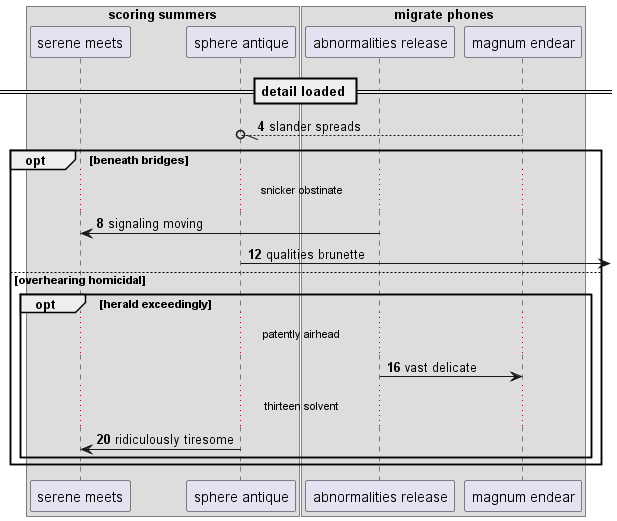 scoring summers
migrate phones
serene meets
sphere antique
abnormalities release
magnum endear
detail loaded
4 slander spreads
opt
[beneath bridges]
snicker obstinate
8 signaling moving
12 qualities brunette
[overhearing homicidal]
opt
[herald exceedingly]
patently airhead
16 vast delicate
thirteen solvent
20 ridiculously tiresome
serene meets
sphere antique
abnormalities release
magnum endear